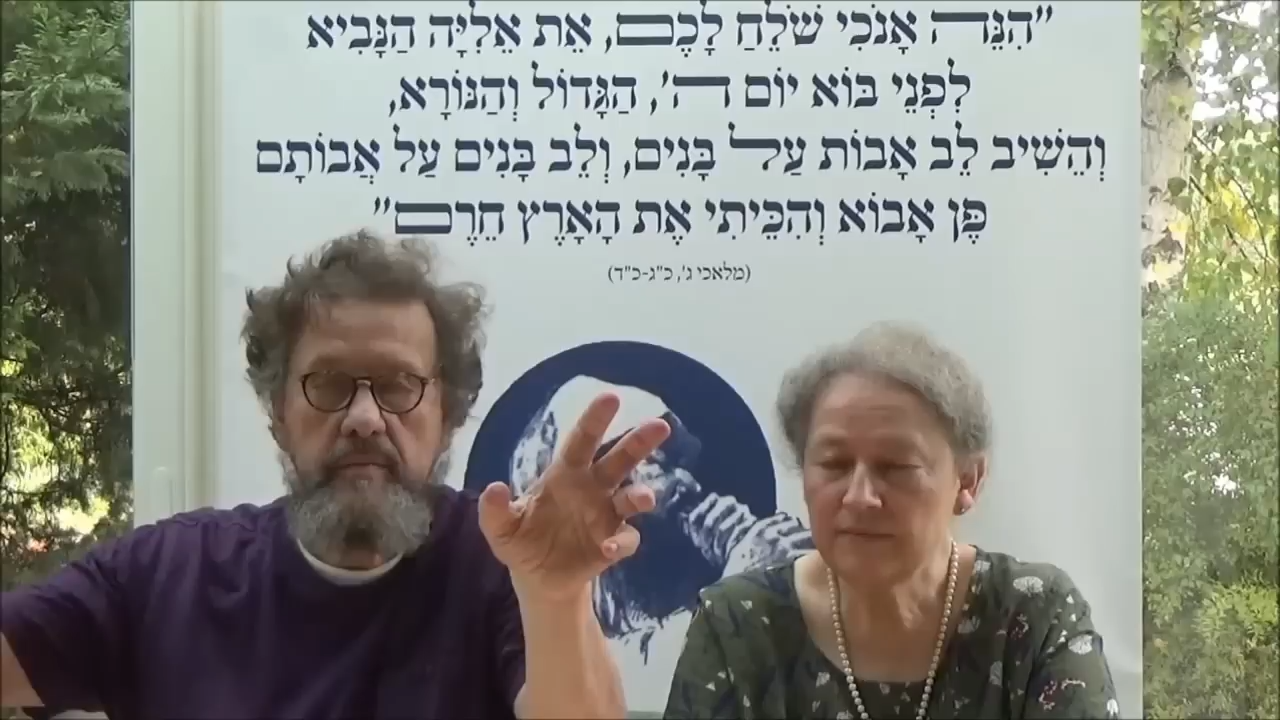 "הִנֵּה אָנֹכִי שֹׁלֵחַ לָכֶם, אֵת אֵלִיָּה הַנָּבִיא
לִפְנֵי בּוֹא יוֹם ה', הַגָּדוֹל וְהַנּוֹרָא,
וְהֵשִׁיב לֵב אָבוֹת עַל בָּנִים, וְלֵב בָּנִים עַל אֲבוֹתָם
פֶּן אָבוֹא וְהִכֵּיתִי אֶת הָאָרֶץ חֵרֶם"
(מלאכי ג', כ"ג-כ"ד)